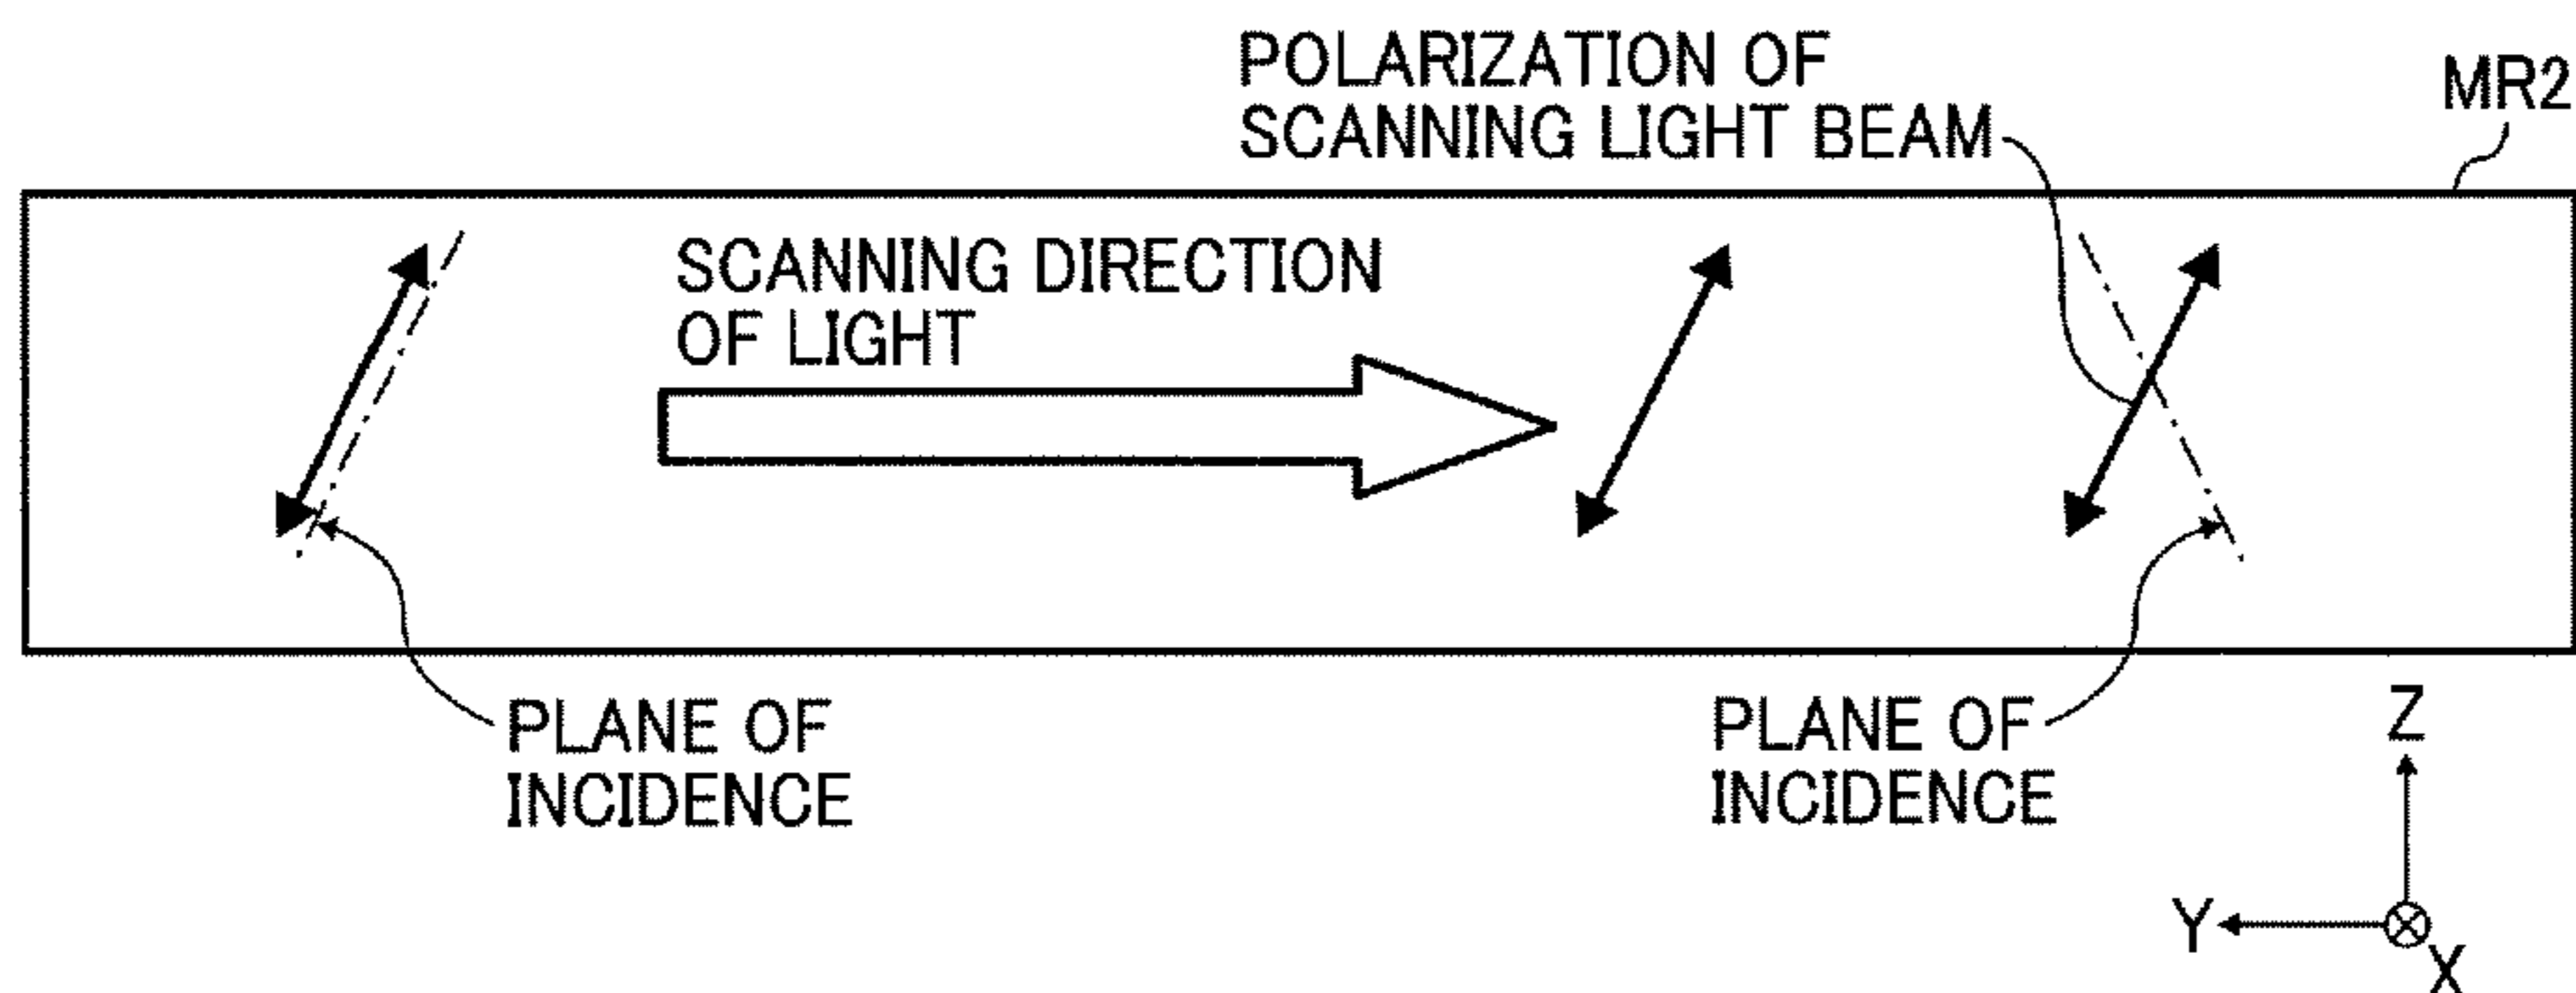 POLARIZATION OF
SCANNING LIGHT BEAM
MR2
SCANNING DIRECTION
OF LIGHT
PLANE OF
INCIDENCE
PLANE OF
INCIDENCE
Z
Y
X